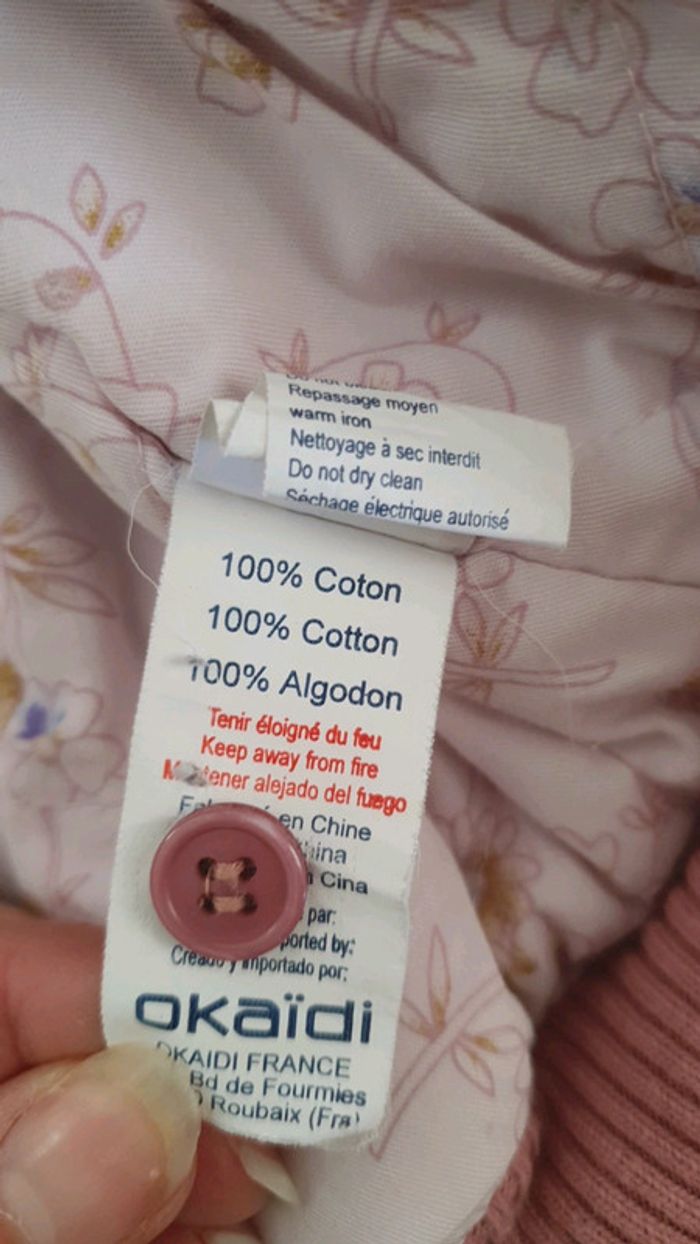 Repassage moyen
warm iron
Nettoyage à sec interdit
Do not dry clean
Séchage électrique autorisé
100% Coton
100% Cotton
100% Algodon
Tenir éloigné du feu
Keep away from fire
alejado del fuego
en Chine
Cina
par:
by:
Creado y importado por:
okaïdi
OKAIDI FRANCE
Bd de Fourmies
Roubaix (Fra)